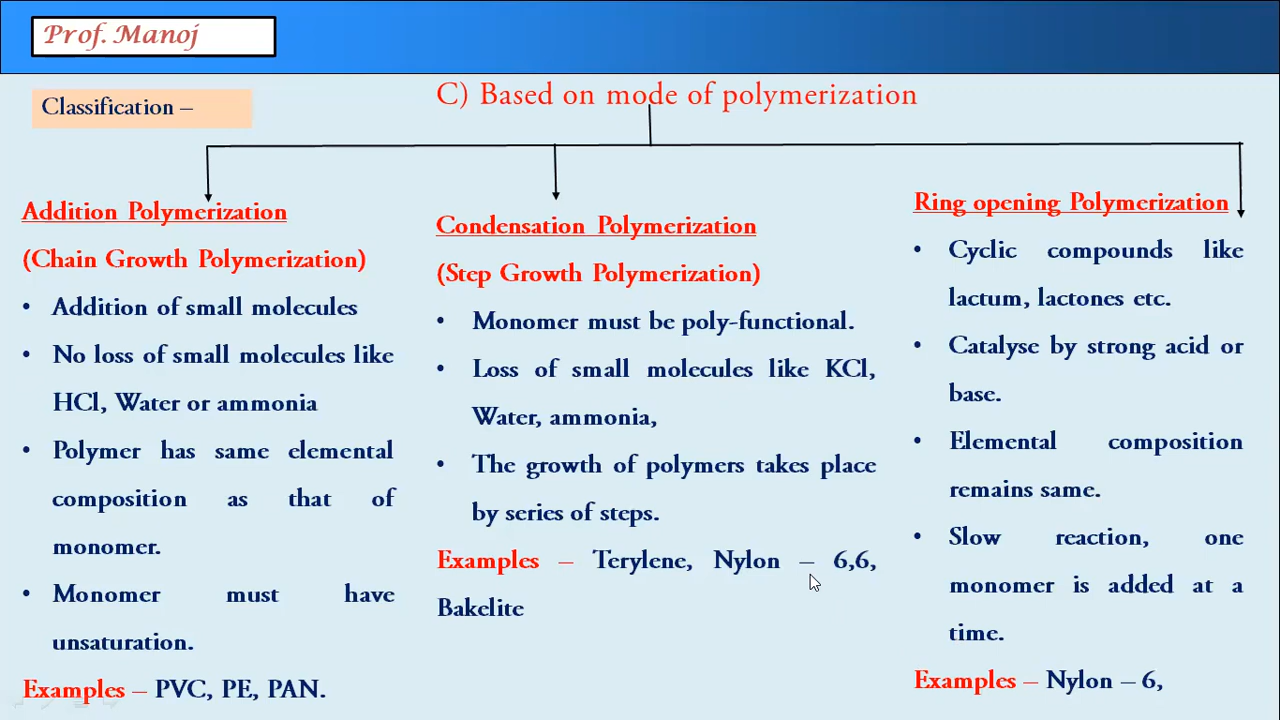 Prof. Manoj
Classification –
C) Based on mode of polymerization
Addition Polymerization
(Chain Growth Polymerization)
• Addition of small molecules
• No loss of small molecules like
HCl, Water or ammonia
• Polymer has same elemental
composition as that of
monomer.
• Monomer must have
unsaturation.
Examples – PVC, PE, PAN.
Condensation Polymerization
(Step Growth Polymerization)
• Monomer must be poly-functional.
• Loss of small molecules like KCl,
Water, ammonia,
• The growth of polymers takes place
by series of steps.
Examples – Terylene, Nylon – 6,6,
Bakelite
Ring opening Polymerization
• Cyclic compounds like
lactum, lactones etc.
• Catalyse by strong acid or
base.
• Elemental composition
remains same.
• Slow reaction, one
monomer is added at a
time.
Examples – Nylon – 6,